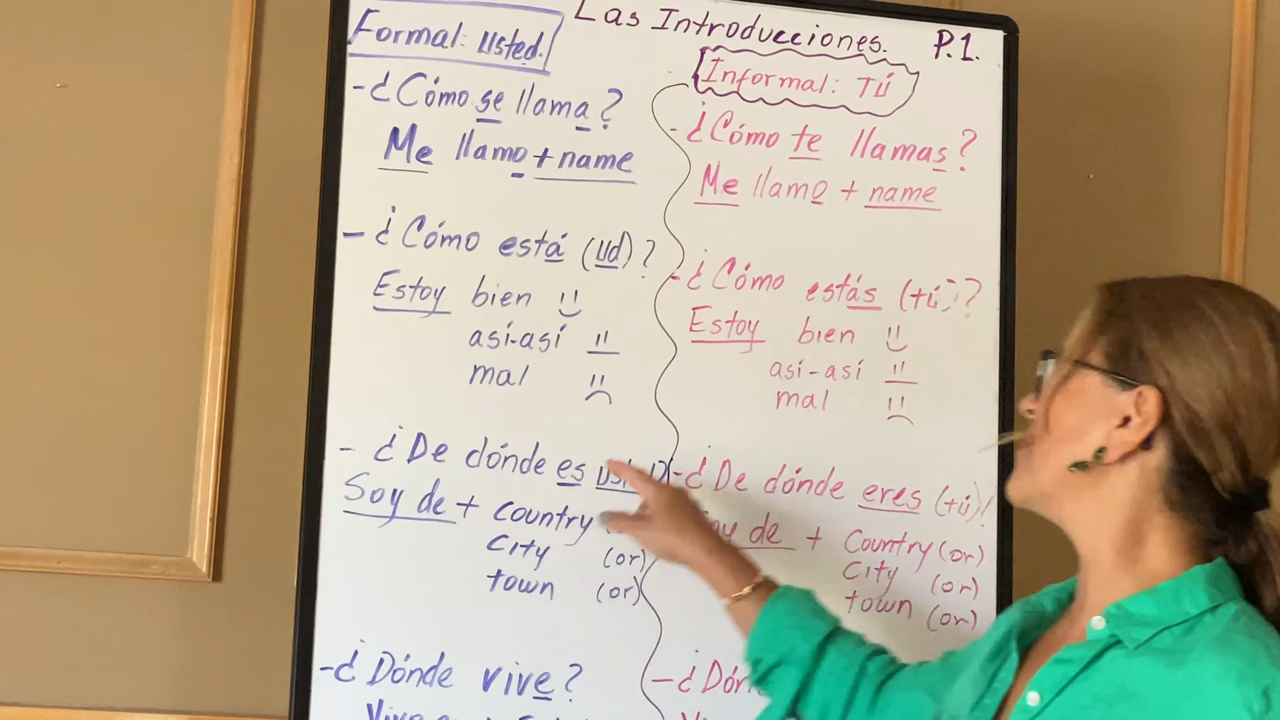 Las Introducciones. P.1.
Formal: Usted.
-¿Cómo se llama?
Me llamo + name
- ¿Cómo está (Ud)?
Estoy bien
así-así
mal
- ¿De dónde es
Soy de + Country
City (or)
town (or)
-¿Dónde vive?
Informal: Tú
-¿Cómo te llamas?
Me llamo + name
-¿Cómo estás (tú)?
Estoy bien
así-así
mal
-¿De dónde eres (tú)
de + Country (or)
City (or)
town (or)